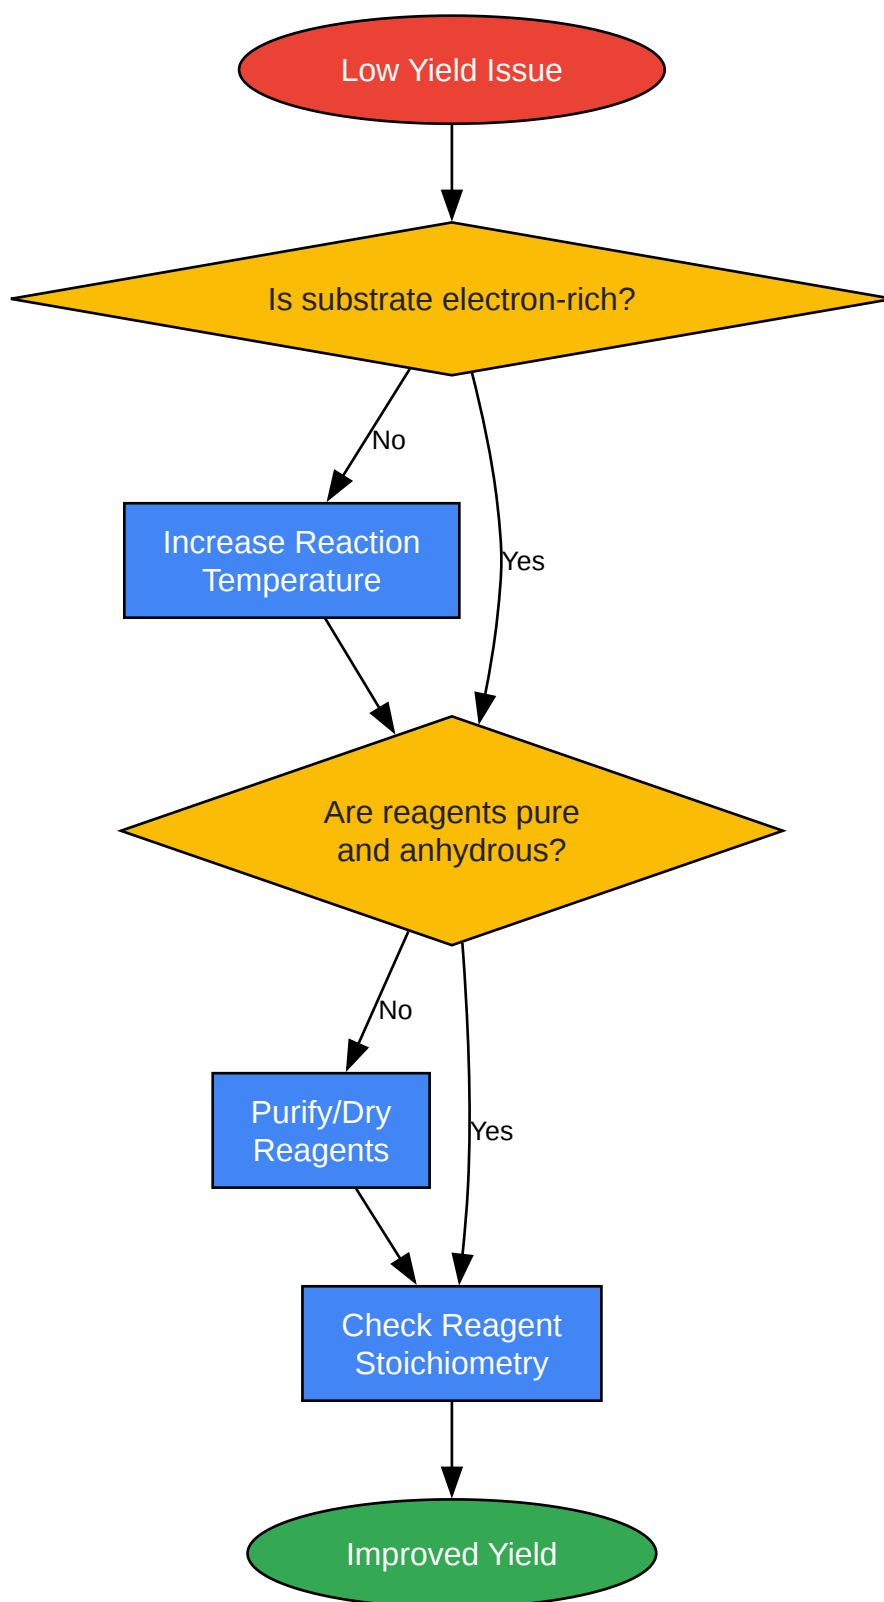 Low Yield Issue
Is substrate electron-rich?
No
Increase Reaction
Temperature
Yes
Are reagents pure
and anhydrous?
No
Purify/Dry
Reagents
Yes
Check Reagent
Stoichiometry
Improved Yield